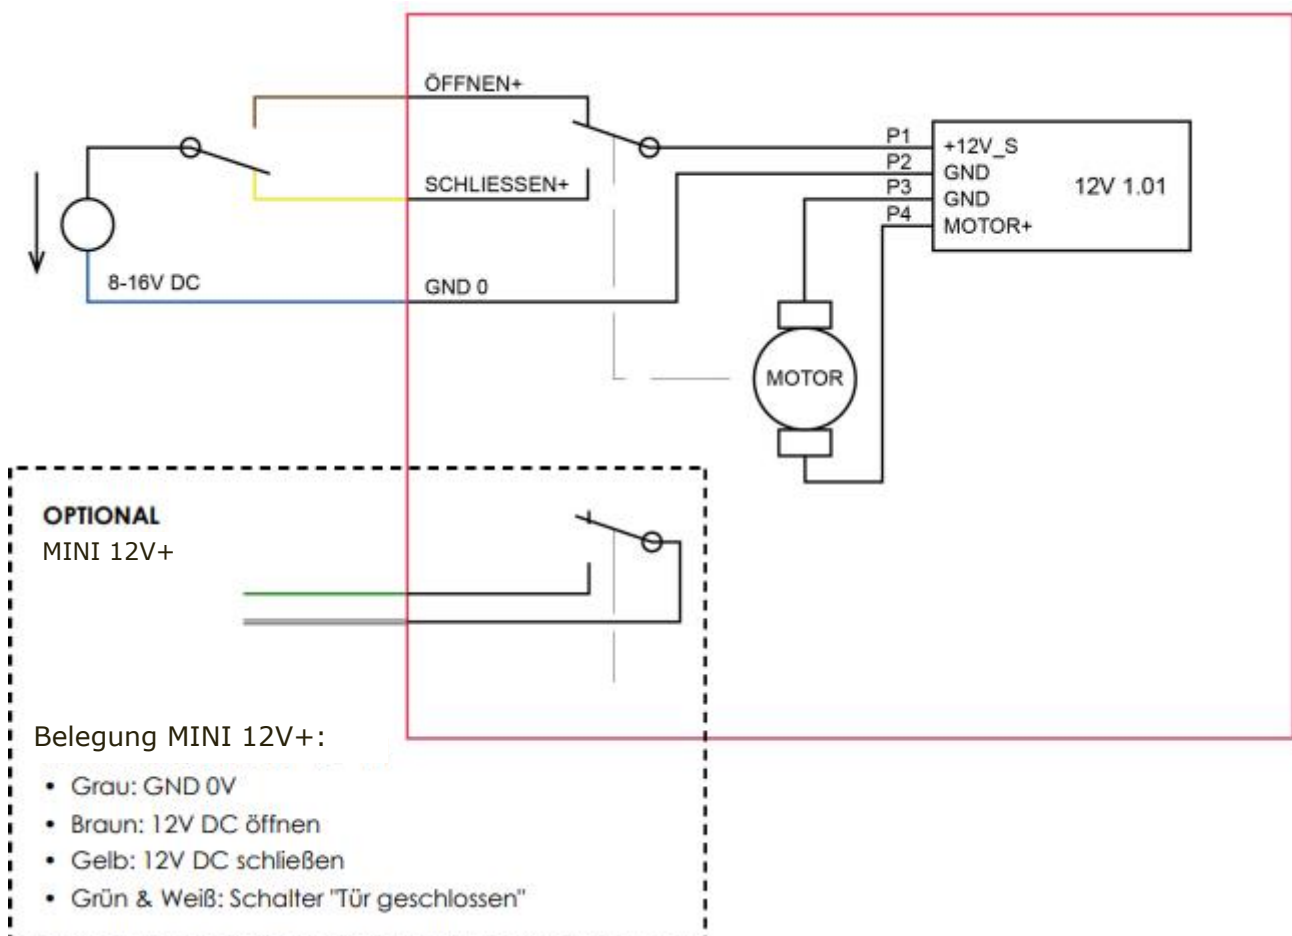 ÖFFNEN+
P1
+12V_S
P2
GND
SCHLIESSEN+
P3
GND
12V 1.01
P4
MOTOR+
8-16V DC
GND 0
MOTOR
OPTIONAL
MINI 12V+
Belegung MINI 12V+:
• Grau: GND 0V
• Braun: 12V DC öffnen
• Gelb: 12V DC schließen
• Grün & Weiß: Schalter "Tür geschlossen"